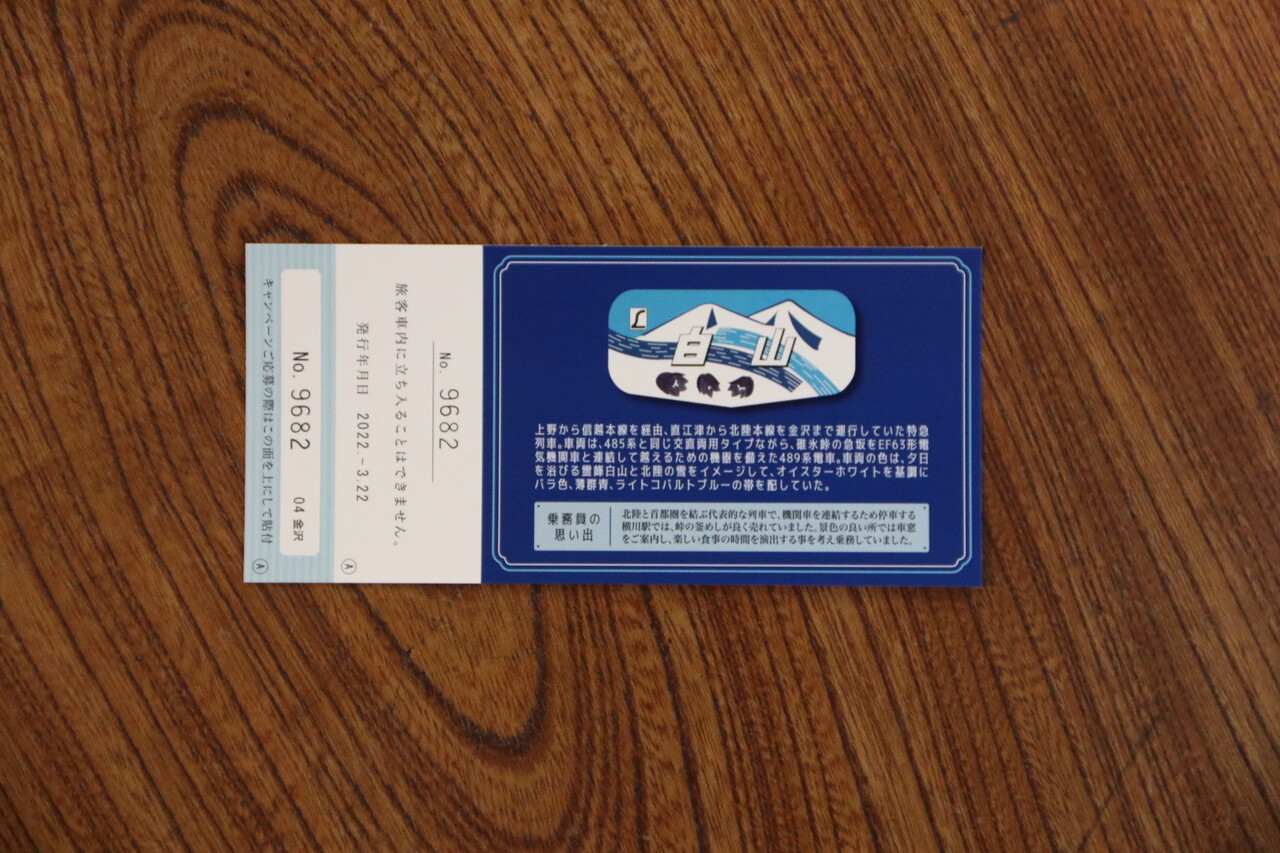 キャンペーンご応募の際はこの面を上にして貼付
No. 9682 04 金沢
Ⓐ
発行年月日 2022.-3.22
旅客車内に立ち入ることはできません。
No. 9682
Ⓐ
L
白山
上野から信越本線を経由、直江津から北陸本線を金沢まで運行していた特急
列車。車両は、485系と同じ交直両用タイプながら、碓氷峠の急坂をEF63形電
気機関車と連結して越えるための機器を備えた489系電車。車両の色は、夕日
を浴びる霊峰白山と北陸の雪をイメージして、オイスターホワイトを基調に
バラ色、薄群青、ライトコバルトブルーの帯を配していた。
乗務員の
思い出
北陸と首都圏を結ぶ代表的な列車で、機関車を連結するため停車する
横川駅では、峠の釜めしが良く売れていました。景色の良い所では車窓
をご案内し、楽しい食事の時間を演出する事を考え乗務していました。